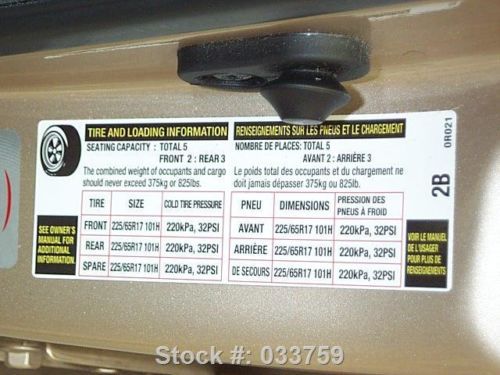 TIRE AND LOADING INFORMATION
SEATING CAPACITY : TOTAL 5
FRONT 2 : REAR 3
The combined weight of occupants and cargo
should never exceed 375kg or 825lbs.
RENSEIGNEMENTS SUR LES PNEUS ET LE CHARGEMENT
NOMBRE DE PLACES: TOTAL 5
AVANT 2 : ARRIÈRE 3
Le poids total des occupants et du chargement ne
doit jamais dépasser 375kg ou 825lb.
0R021
2B
SEE OWNER'S
MANUAL FOR
ADDITIONAL
INFORMATION.
TIRE SIZE COLD TIRE PRESSURE
FRONT 225/65R17 101H 220kPa, 32PSI
REAR 225/65R17 101H 220kPa, 32PSI
SPARE 225/65R17 101H 220kPa, 32PSI
PNEU DIMENSIONS PRESSION DES
PNEUS À FROID
AVANT 225/65R17 101H 220kPa, 32PSI
ARRIÈRE 225/65R17 101H 220kPa, 32PSI
DE SECOURS 225/65R17 101H 220kPa, 32PSI
VOIR LE MANUEL
DE L'USAGER
POUR PLUS DE
RENSEIGNEMENTS
Stock #: 033759